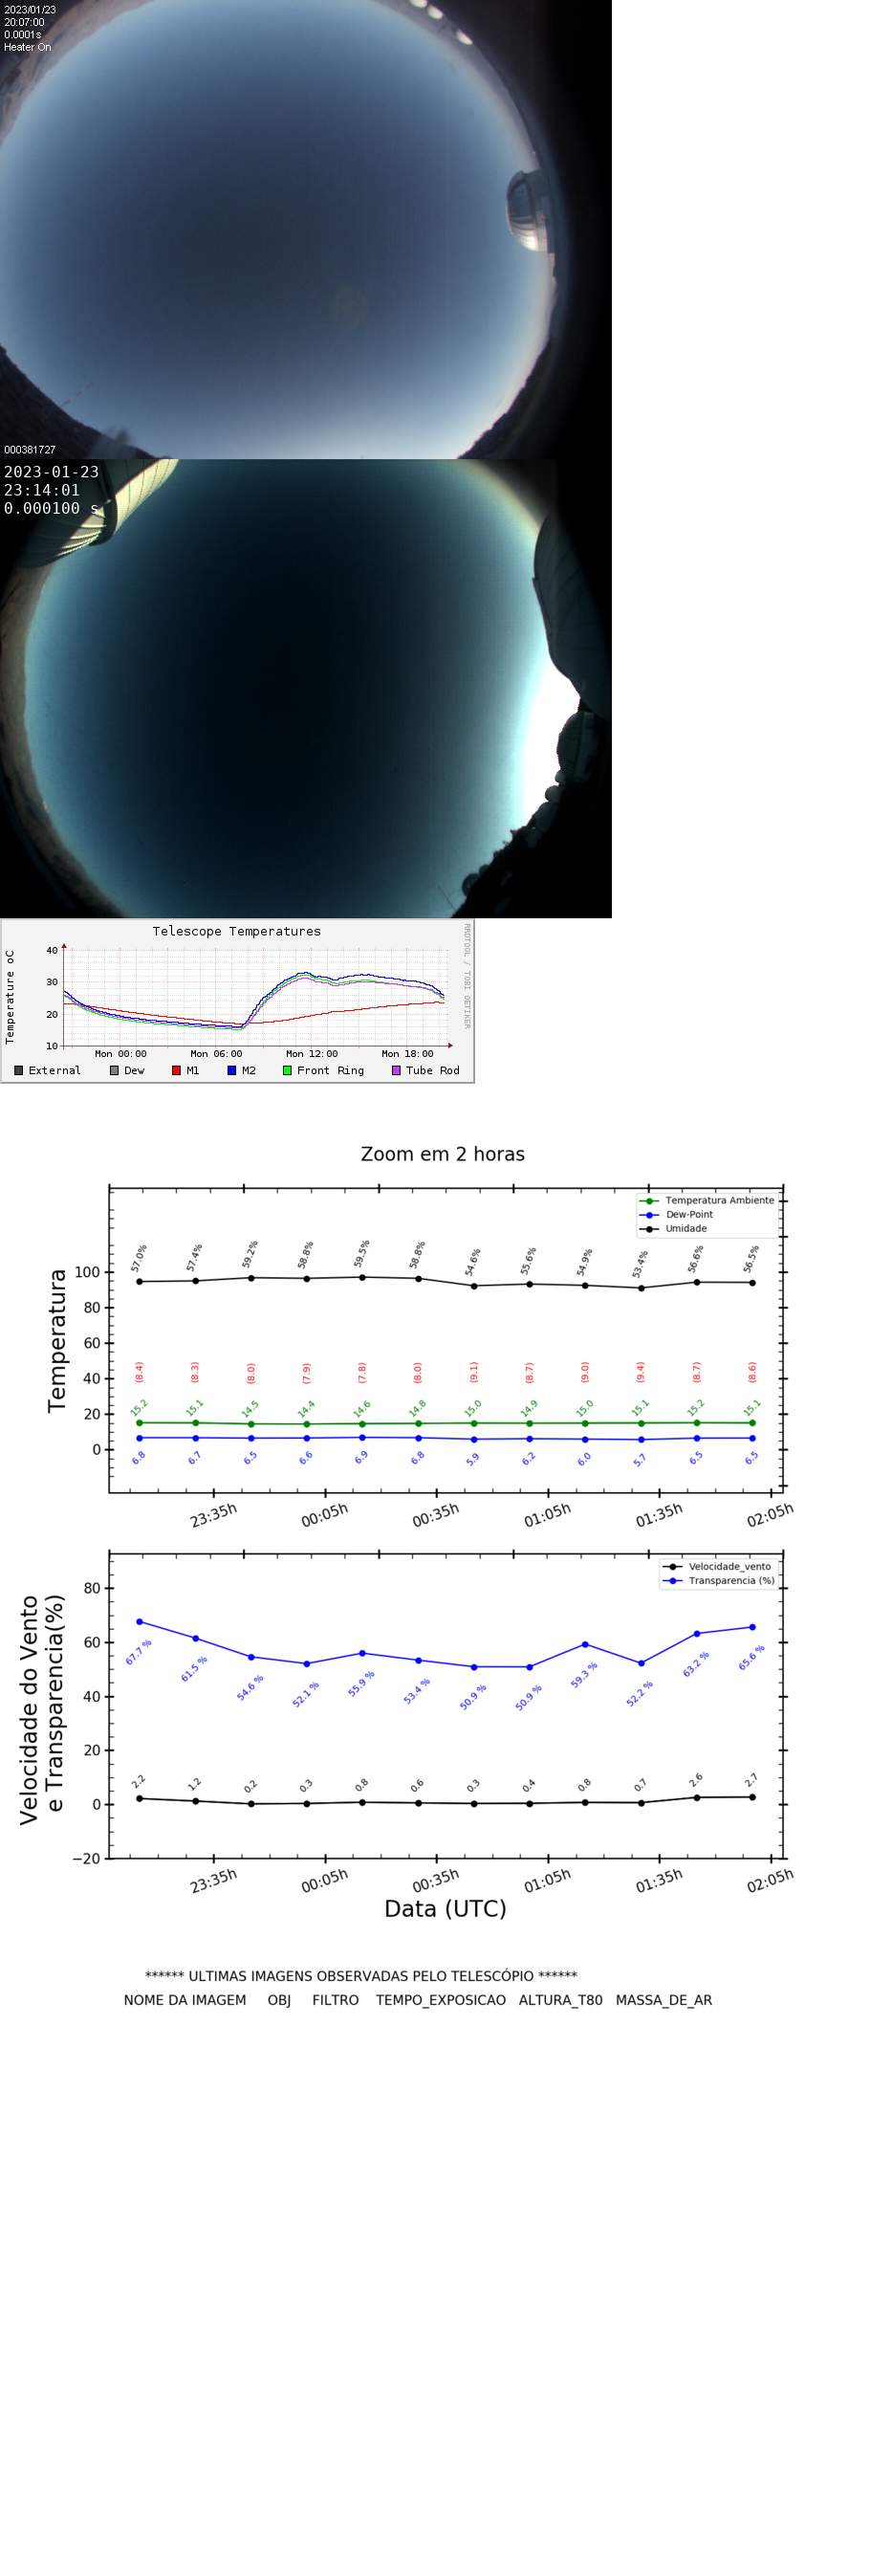 2023/01/23
20:07:00
0.0001s
Heater On
000381727
2023-01-23
23:14:01
0.000100 s
Telescope Temperatures
RRDTOOL / TOBI OETIKER
Temperature oC
40
30
20
10
Mon 00:00 Mon 06:00 Mon 12:00 Mon 18:00
External Dew M1 M2 Front Ring Tube Rod
Zoom em 2 horas
Temperatura Ambiente
Dew-Point
Umidade
Temperatura
100
80
60
40
20
0
57.0% 57.4% 59.2% 58.8% 59.5% 58.8% 54.6% 55.6% 54.9% 53.4% 56.6% 56.5%
(8.4) (8.3) (8.0) (7.9) (7.8) (8.0) (9.1) (8.7) (9.0) (9.4) (8.7) (8.6)
15.2 15.1 14.5 14.4 14.6 14.8 15.0 14.9 15.0 15.1 15.2 15.1
6.8 6.7 6.5 6.6 6.9 6.8 5.9 6.2 6.0 5.7 6.5 6.5
23:35h 00:05h 00:35h 01:05h 01:35h 02:05h
Velocidade_vento
Transparencia (%)
Velocidade do Vento
e Transparencia(%)
80
60
40
20
0
−20
67.7 % 61.5 % 54.6 % 52.1 % 55.9 % 53.4 % 50.9 % 50.9 % 59.3 % 52.2 % 63.2 % 65.6 %
2.2 1.2 0.2 0.3 0.8 0.6 0.3 0.4 0.8 0.7 2.6 2.7
23:35h 00:05h 00:35h 01:05h 01:35h 02:05h
Data (UTC)
****** ULTIMAS IMAGENS OBSERVADAS PELO TELESCÓPIO ******
NOME DA IMAGEM OBJ FILTRO TEMPO_EXPOSICAO ALTURA_T80 MASSA_DE_AR